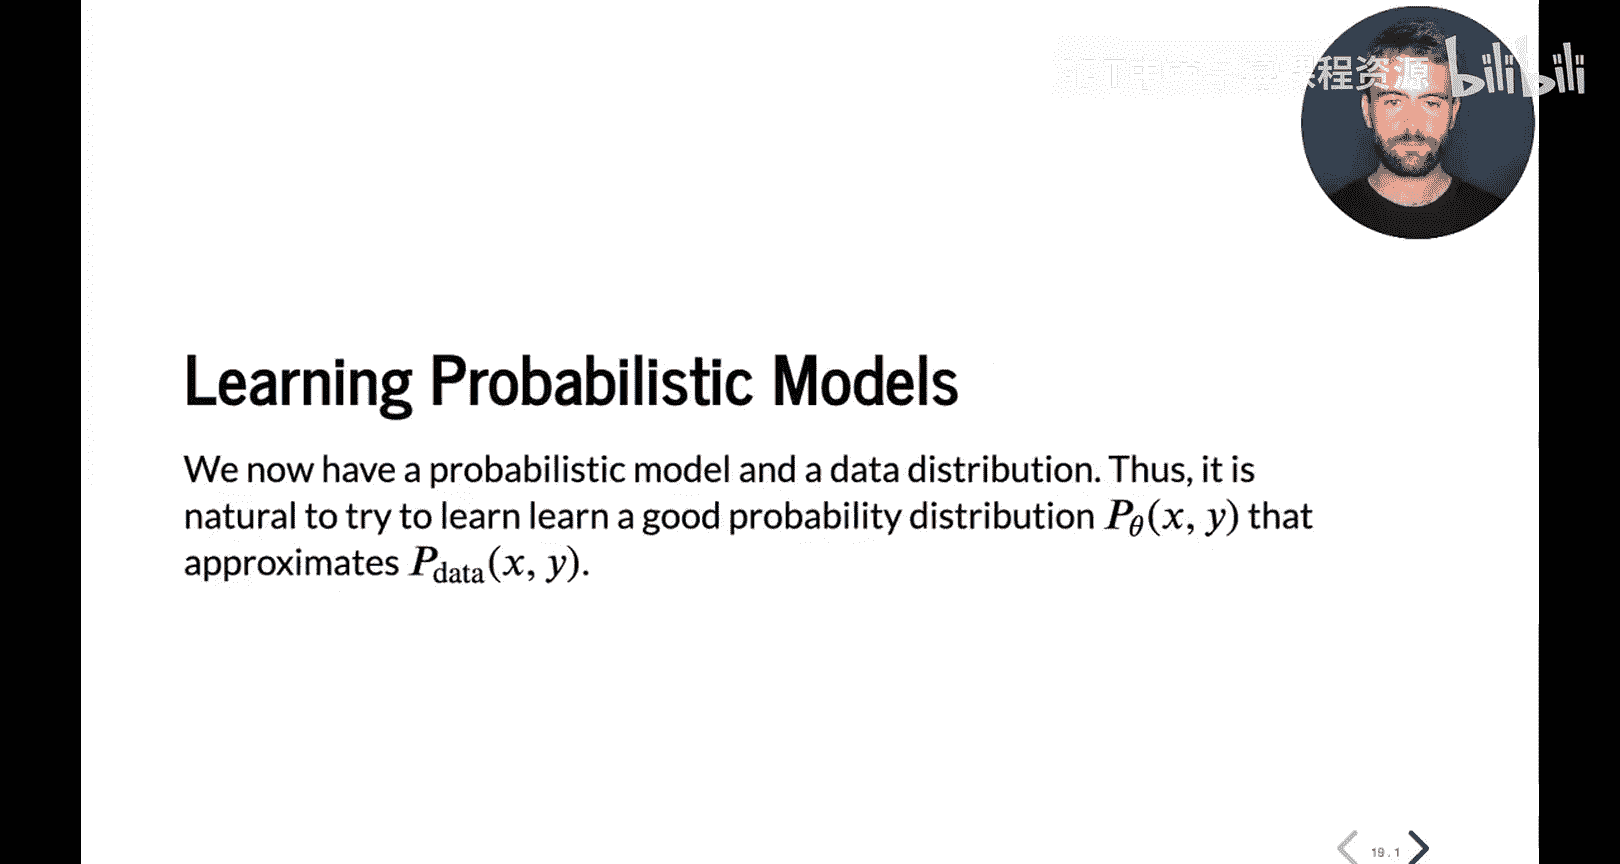 程资源 bilibili
Learning Probabilistic Models
We now have a probabilistic model and a data distribution. Thus, it is
natural to try to learn learn a good probability distribution Pθ(x, y) that
approximates Pdata(x, y).
19.1